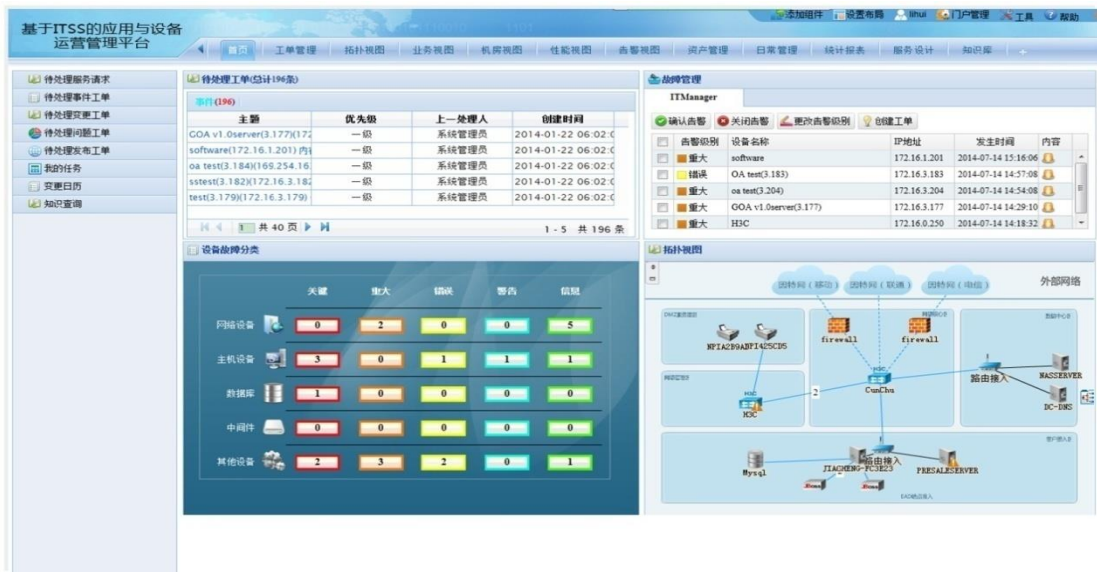 基于ITSS的应用与设备
运营管理平台
添加组件 设置布局 lihui 门户管理 工具 帮助
首页 工单管理 拓扑视图 业务视图 机房视图 性能视图 告警视图 资产管理 日常管理 统计报表 服务设计 知识库
待处理服务请求
待处理事件工单
待处理变更工单
待处理问题工单
待处理发布工单
我的任务
变更日历
知识查询
待处理工单(总计196条)
事件(196)
主题 优先级 上一处理人 创建时间
GOA v1.0server(3.177)(172 一级 系统管理员 2014-01-22 06:02:0
software(172.16.1.201) 一级 系统管理员 2014-01-22 06:02:0
oa test(3.184)(169.254.16. 一级 系统管理员 2014-01-22 06:02:0
sstest(3.182)(172.16.3.182 一级 系统管理员 2014-01-22 06:02:0
test(3.179)(172.16.3.179) 一级 系统管理员 2014-01-22 06:02:0
1 共 40 页 1 - 5 共 196 条
故障管理
ITManager
确认告警 关闭告警 更改告警级别 创建工单
告警级别 设备名称 IP地址 发生时间 内容
重大 software 172.16.1.201 2014-07-14 15:16:06
错误 OA test(3.183) 172.16.3.183 2014-07-14 14:57:08
重大 oa test(3.204) 172.16.3.204 2014-07-14 14:54:08
重大 GOA v1.0server(3.177) 172.16.3.177 2014-07-14 14:29:10
重大 H3C 172.16.0.250 2014-07-14 14:18:32
设备故障分类
关键 重大 错误 警告 信息
网络设备 0 2 0 0 5
主机设备 3 0 1 1 1
数据库 1 0 0 0 0
中间件 0 0 0 0 0
其他设备 2 3 2 0 1
拓扑视图
因特网(移动) 因特网(联通) 因特网(电信) 外部网络
firewall firewall
H3C
CunChu
路由接入
NASSERVER
DC-DNS
H3C
H3C
2
Mysql
路由接入
PRESALESERVER